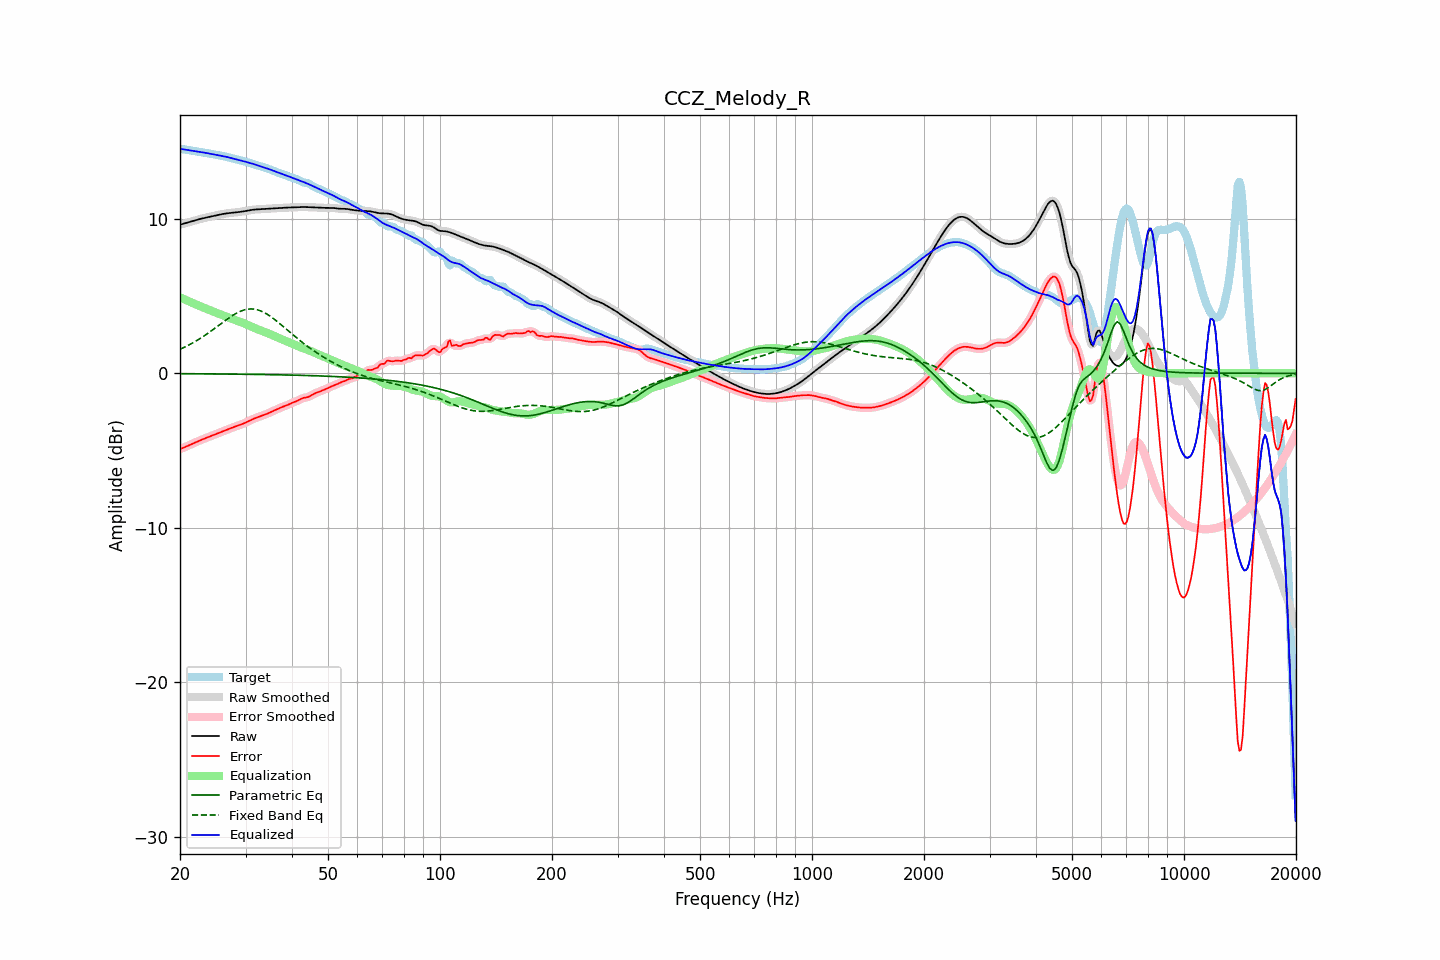 CCZ_Melody_R
Amplitude (dBr)
10
0
−10
−20
−30
Target
Raw Smoothed
Error Smoothed
Raw
Error
Equalization
Parametric Eq
Fixed Band Eq
Equalized
20 50 100 200 500 1000 2000 5000 10000 20000
Frequency (Hz)